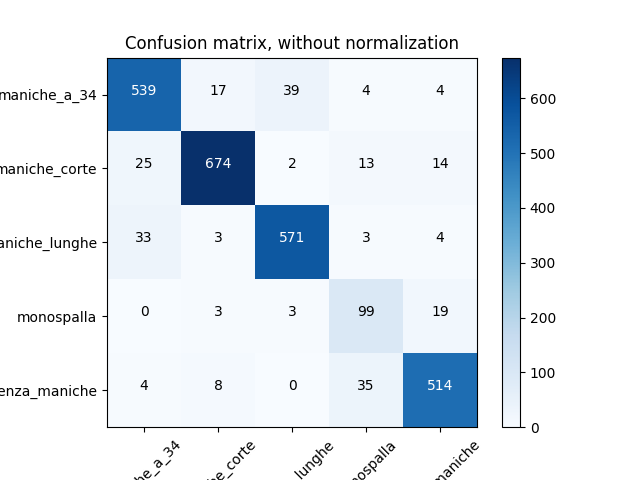 Confusion matrix, without normalization
maniche_a_34 539 17 39 4 4
maniche_corte 25 674 2 13 14
aniche_lunghe 33 3 571 3 4
monospalla 0 3 3 99 19
enza_maniche 4 8 0 35 514
he_a_34 he_corte lunghe nospalla maniche
600
500
400
300
200
100
0